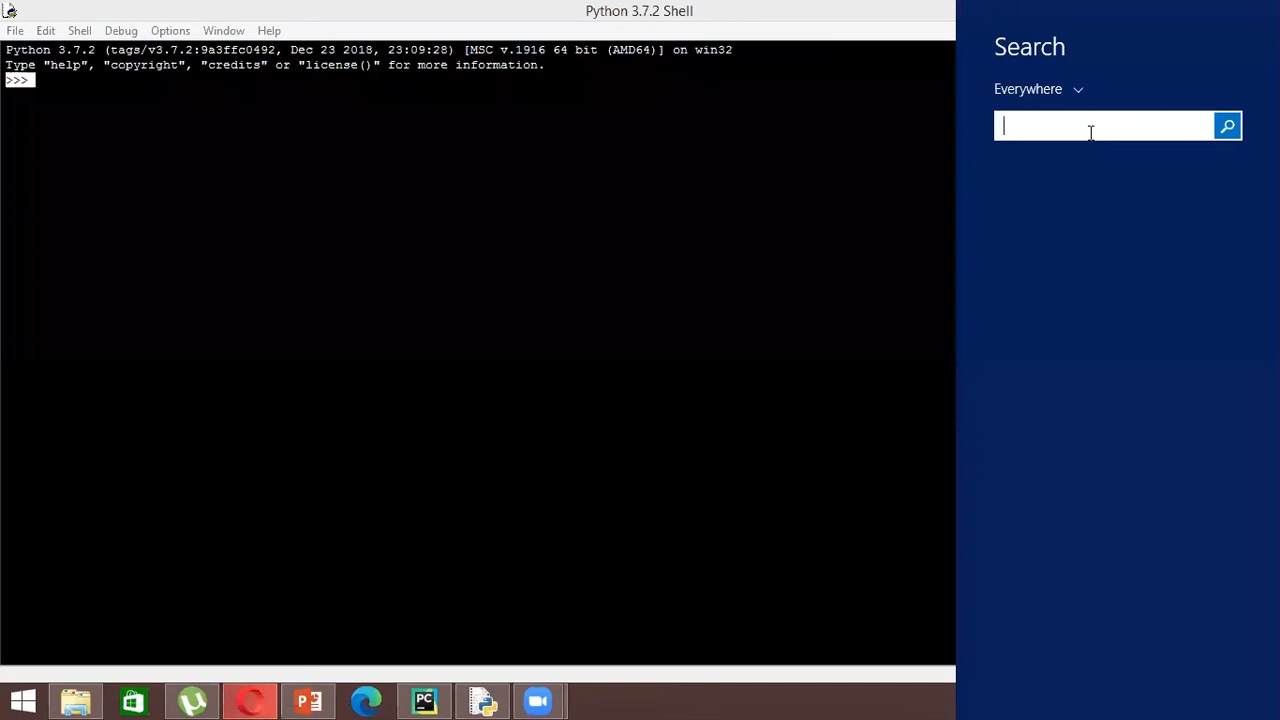 Python 3.7.2 Shell
File Edit Shell Debug Options Window Help
Python 3.7.2 (tags/v3.7.2:9a3ffc0492, Dec 23 2018, 23:09:28) [MSC v.1916 64 bit (AMD64)] on win32
Type "help", "copyright", "credits" or "license()" for more information.
>>>
Search
Everywhere
P
PC